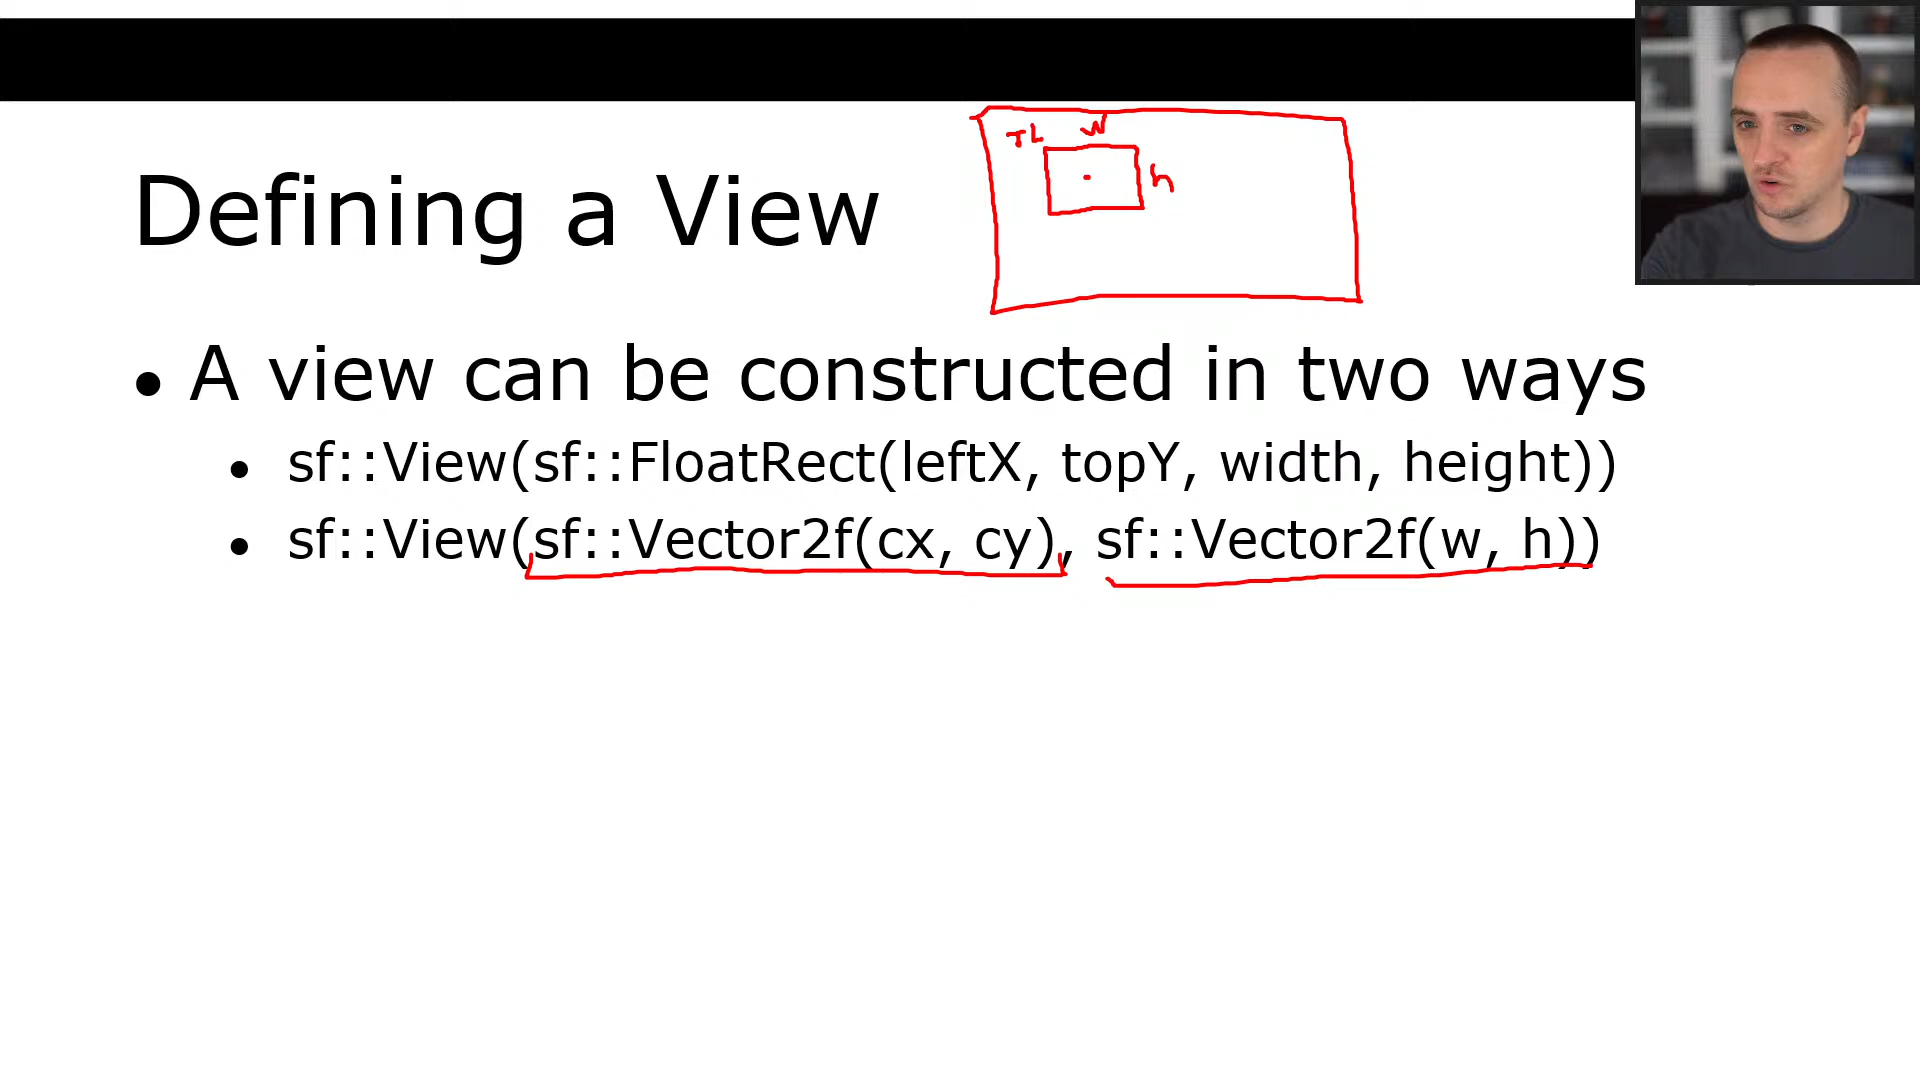 TL W
h
Defining a View
• A view can be constructed in two ways
• sf::View(sf::FloatRect(leftX, topY, width, height))
• sf::View(sf::Vector2f(cx, cy), sf::Vector2f(w, h))